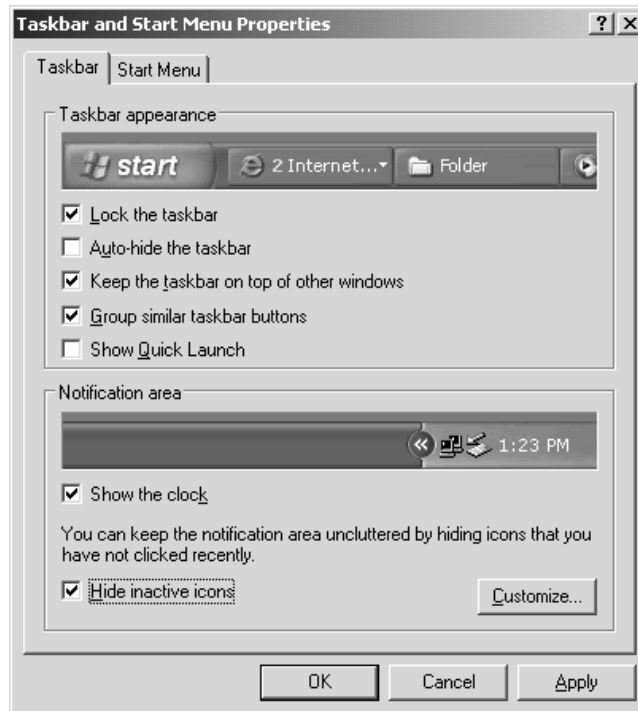 Taskbar and Start Menu Properties
Taskbar
Start Menu
Taskbar appearance
start
2 Internet...
Folder
Lock the taskbar
Auto-hide the taskbar
Keep the taskbar on top of other windows
Group similar taskbar buttons
Show Quick Launch
Notification area
1:23 PM
Show the clock
You can keep the notification area uncluttered by hiding icons that you
have not clicked recently.
Hide inactive icons
Customize...
OK
Cancel
Apply